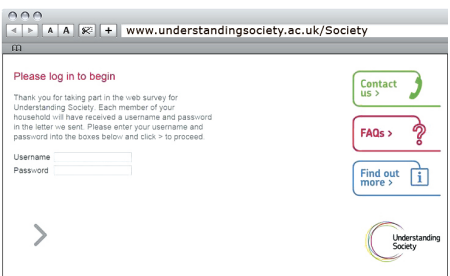 A A + www.understandingsociety.ac.uk/Society
Please log in to begin
Thank you for taking part in the web survey for
Understanding Society. Each member of your
household will have received a username and password
in the letter we sent. Please enter your username and
password into the boxes below and click > to proceed.
Username
Password
Contact
us >
FAQs >
?
Find out
more >
i
Understanding
Society